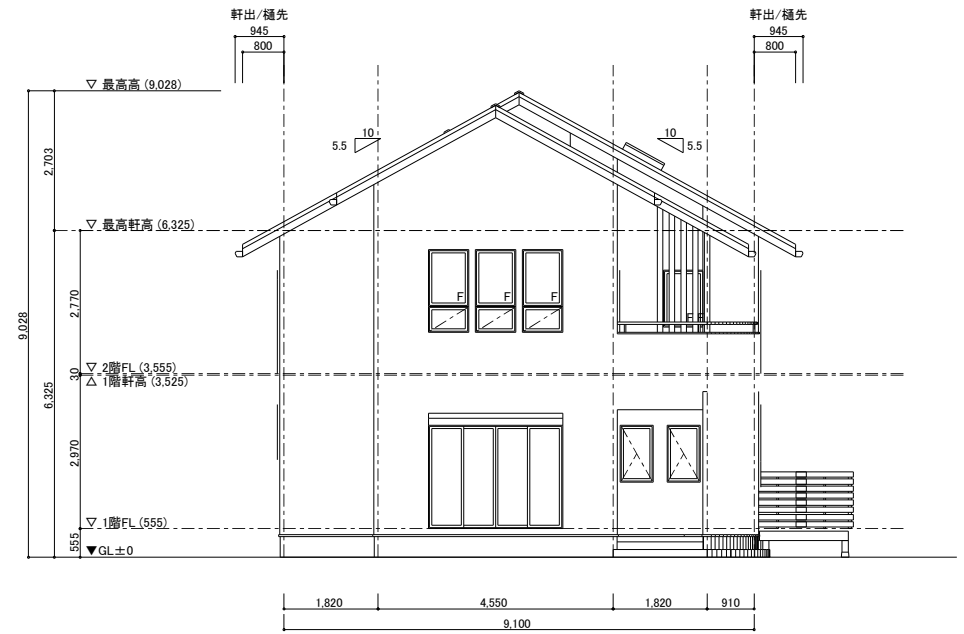 軒出/樋先
945
800
軒出/樋先
945
800
▽ 最高高 (9,028)
10
5.5
10
5.5
2,703
▽ 最高軒高 (6,325)
F
F
F
2,770
9,028
▽ 2階FL (3,555)
30
△ 1階軒高 (3,525)
6,325
2,970
▽ 1階FL (555)
555
▼GL±0
1,820
4,550
1,820
910
9,100